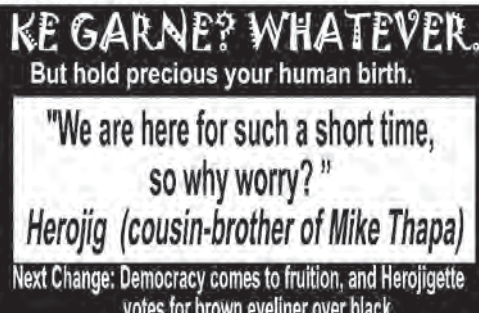 KE GARNE? WHATEVER.
But hold precious your human birth.
"We are here for such a short time,
so why worry? ”
Herojig (cousin-brother of Mike Thapa)
Next Change: Democracy comes to fruition, and Herojigette
votes for brown eyeliner over black